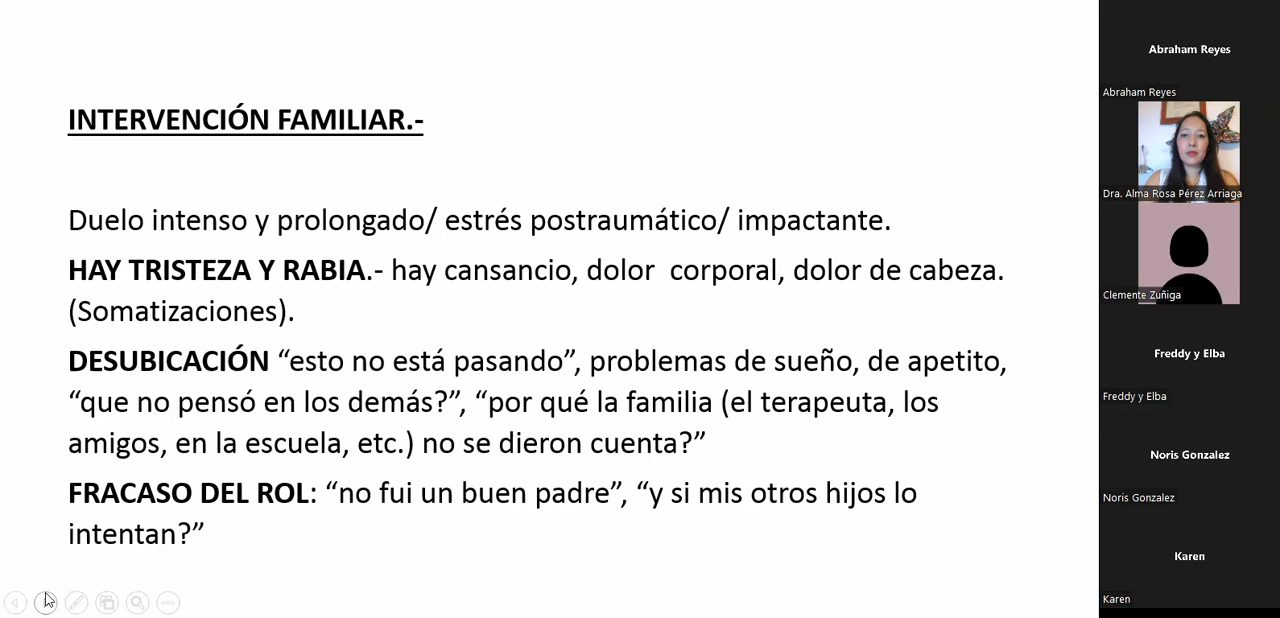 INTERVENCIÓN FAMILIAR.-
Duelo intenso y prolongado/ estrés postraumático/ impactante.
HAY TRISTEZA Y RABIA.- hay cansancio, dolor  corporal, dolor de cabeza.
(Somatizaciones).
DESUBICACIÓN “esto no está pasando”, problemas de sueño, de apetito,
“que no pensó en los demás?”, “por qué la familia (el terapeuta, los
amigos, en la escuela, etc.) no se dieron cuenta?”
FRACASO DEL ROL: “no fui un buen padre”, “y si mis otros hijos lo
intentan?”
Abraham Reyes
Abraham Reyes
Dra. Alma Rosa Pérez Arriaga
Clemente Zuñiga
Freddy y Elba
Freddy y Elba
Noris Gonzalez
Noris Gonzalez
Karen
Karen